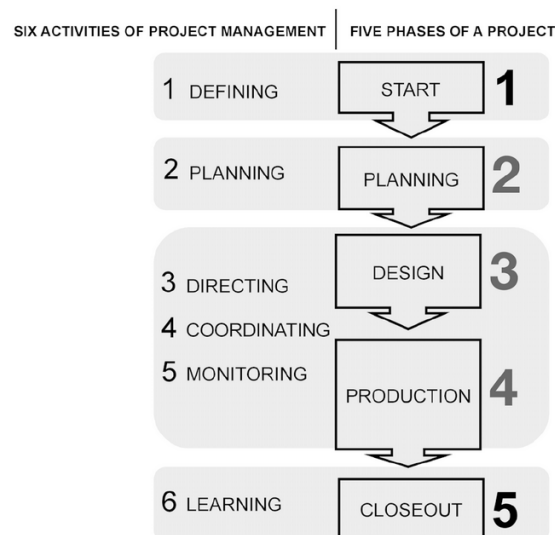 SIX ACTIVITIES OF PROJECT MANAGEMENT FIVE PHASES OF A PROJECT
1 DEFINING START 1
2 PLANNING PLANNING 2
3 DIRECTING DESIGN 3
4 COORDINATING
5 MONITORING PRODUCTION 4
6 LEARNING CLOSEOUT 5